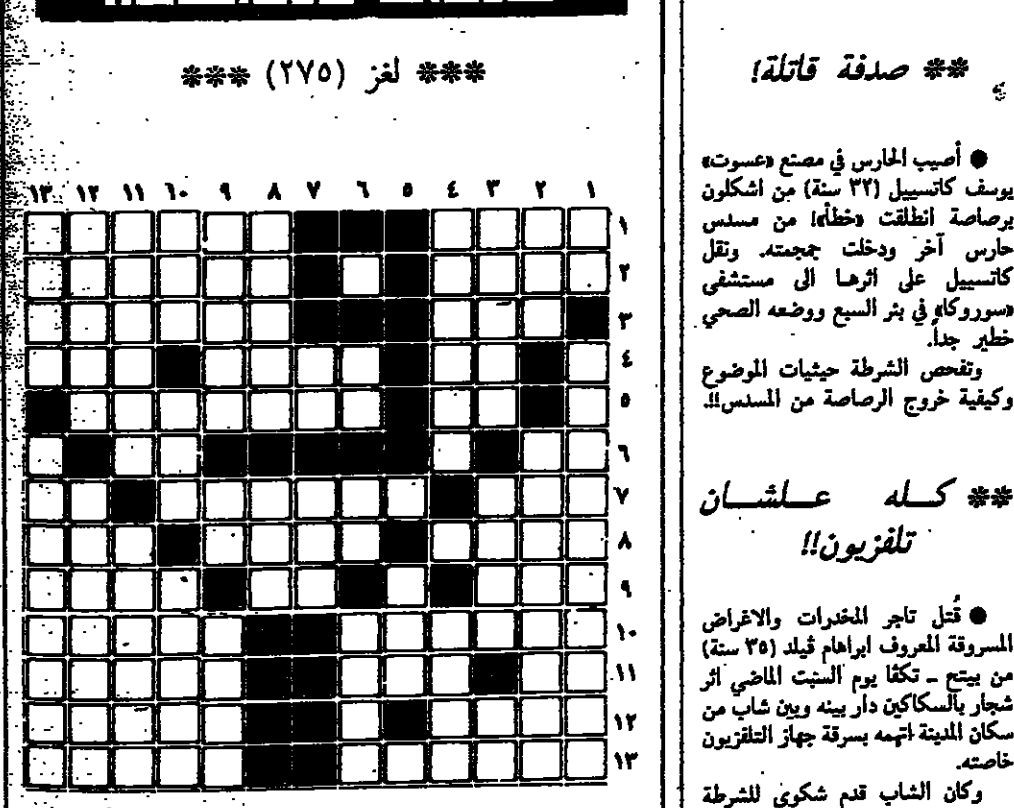 ** صدفة قاتلة!
● أصيب الحارس في مصنع «عسوت»
يوسف كاتسييل (٣٢ سنة) من اشكلون
برصاصة انطلقت «خطأ»! من مسدس
حارس آخر ودخلت جمجمته. ونقل
كاتسييل على اثرها الى مستشفى
«سوروكا» في بئر السبع ووضعه الصحي
خطير جداً.
وتفحص الشرطة حيثيات الموضوع
وكيفية خروج الرصاصة من المسدس!!.
** كـله عـلـشـان
تلفزيون!!
● قُتل تاجر المخدرات والاغراض
المسروقة المعروف ابراهام ڤيلد (٣٥ سنة)
من بيتح ـ تكڤا يوم السبت الماضي اثر
شجار بالسكاكين دار بينه وبين شاب من
سكان المدينة اتهمه بسرقة جهاز التلفزيون
خاصته.
وكان الشاب قدم شكوى للشرطة
*** لغز (٢٧٥) ***
١ ٢ ٣ ٤ ٥ ٦ ٧ ٨ ٩ ١٠ ١١ ١٢ ١٣
١
٢
٣
٤
٥
٦
٧
٨
٩
١٠
١١
١٢
١٣